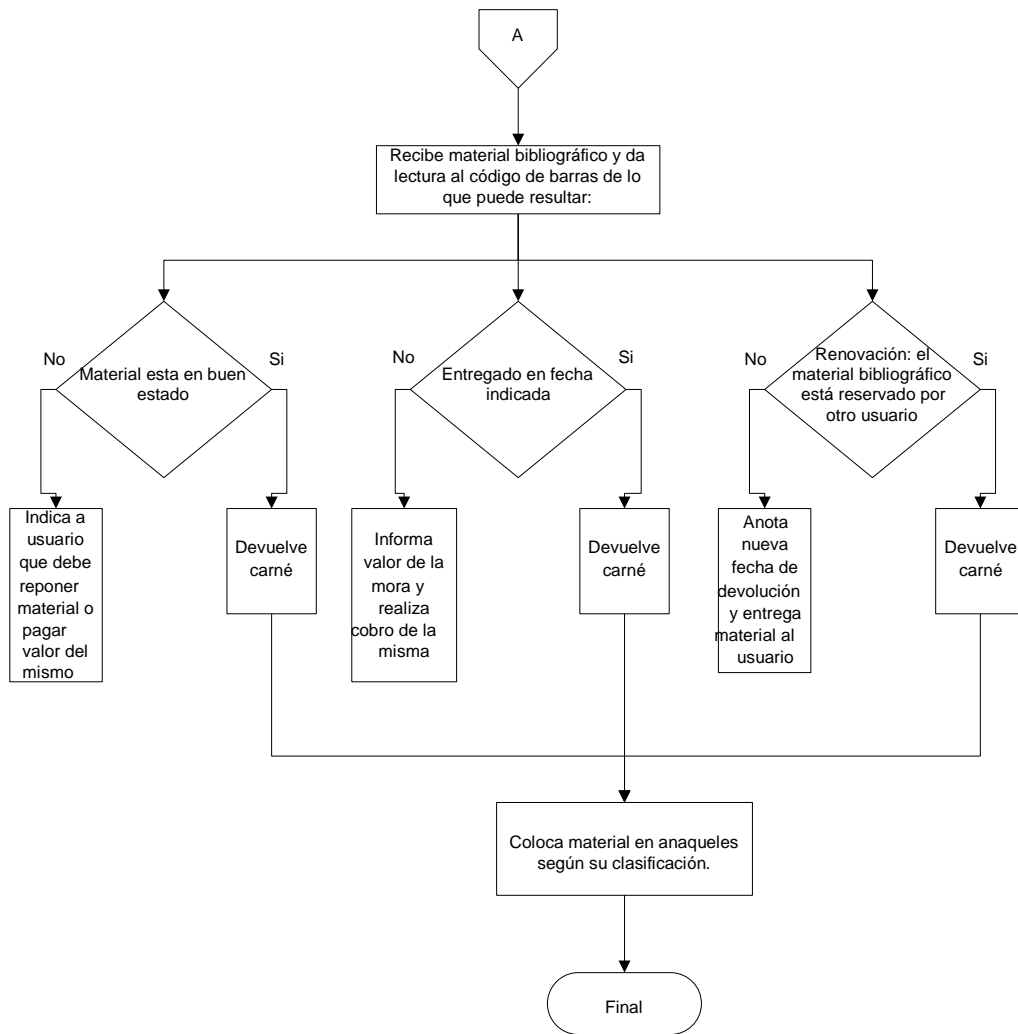 A
Recibe material bibliográfico y da
lectura al código de barras de lo
que puede resultar:
No
Material esta en buen
estado
Si
No
Entregado en fecha
indicada
Si
No
Renovación: el
material bibliográfico
está reservado por
otro usuario
Si
Indica a
usuario
que debe
reponer
material o
pagar
valor del
mismo
Devuelve
carné
Informa
valor de la
mora y
realiza
cobro de la
misma
Devuelve
carné
Anota
nueva
fecha de
devolución
y entrega
material al
usuario
Devuelve
carné
Coloca material en anaqueles
según su clasificación.
Final